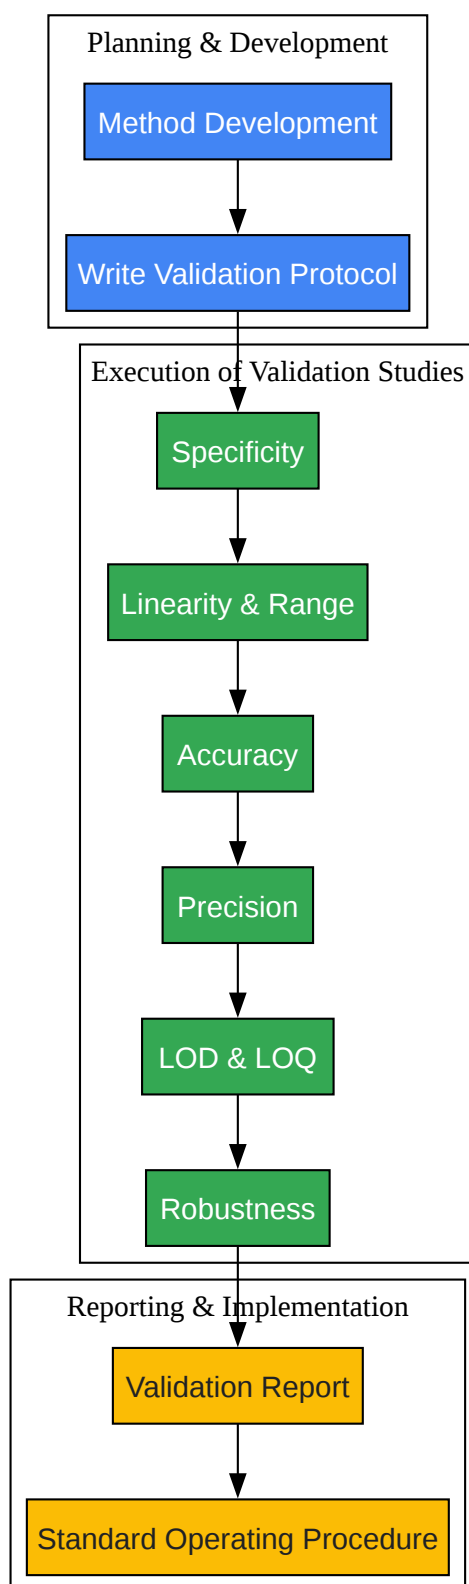 Planning & Development
Method Development
Write Validation Protocol
Execution of Validation Studies
Specificity
Linearity & Range
Accuracy
Precision
LOD & LOQ
Robustness
Reporting & Implementation
Validation Report
Standard Operating Procedure